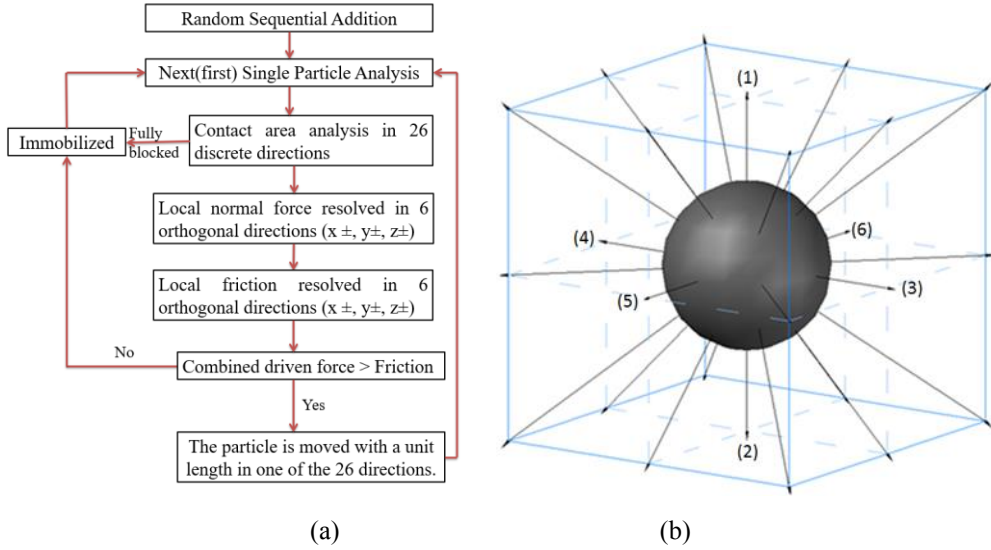 Random Sequential Addition
Next(first) Single Particle Analysis
Immobilized
Fully
blocked
Contact area analysis in 26
discrete directions
Local normal force resolved in 6
orthogonal directions (x ±, y±, z±)
Local friction resolved in 6
orthogonal directions (x ±, y±, z±)
No
Combined driven force > Friction
Yes
The particle is moved with a unit
length in one of the 26 directions.
(a)
(1)
(4)
(6)
(5)
(3)
(2)
(b)